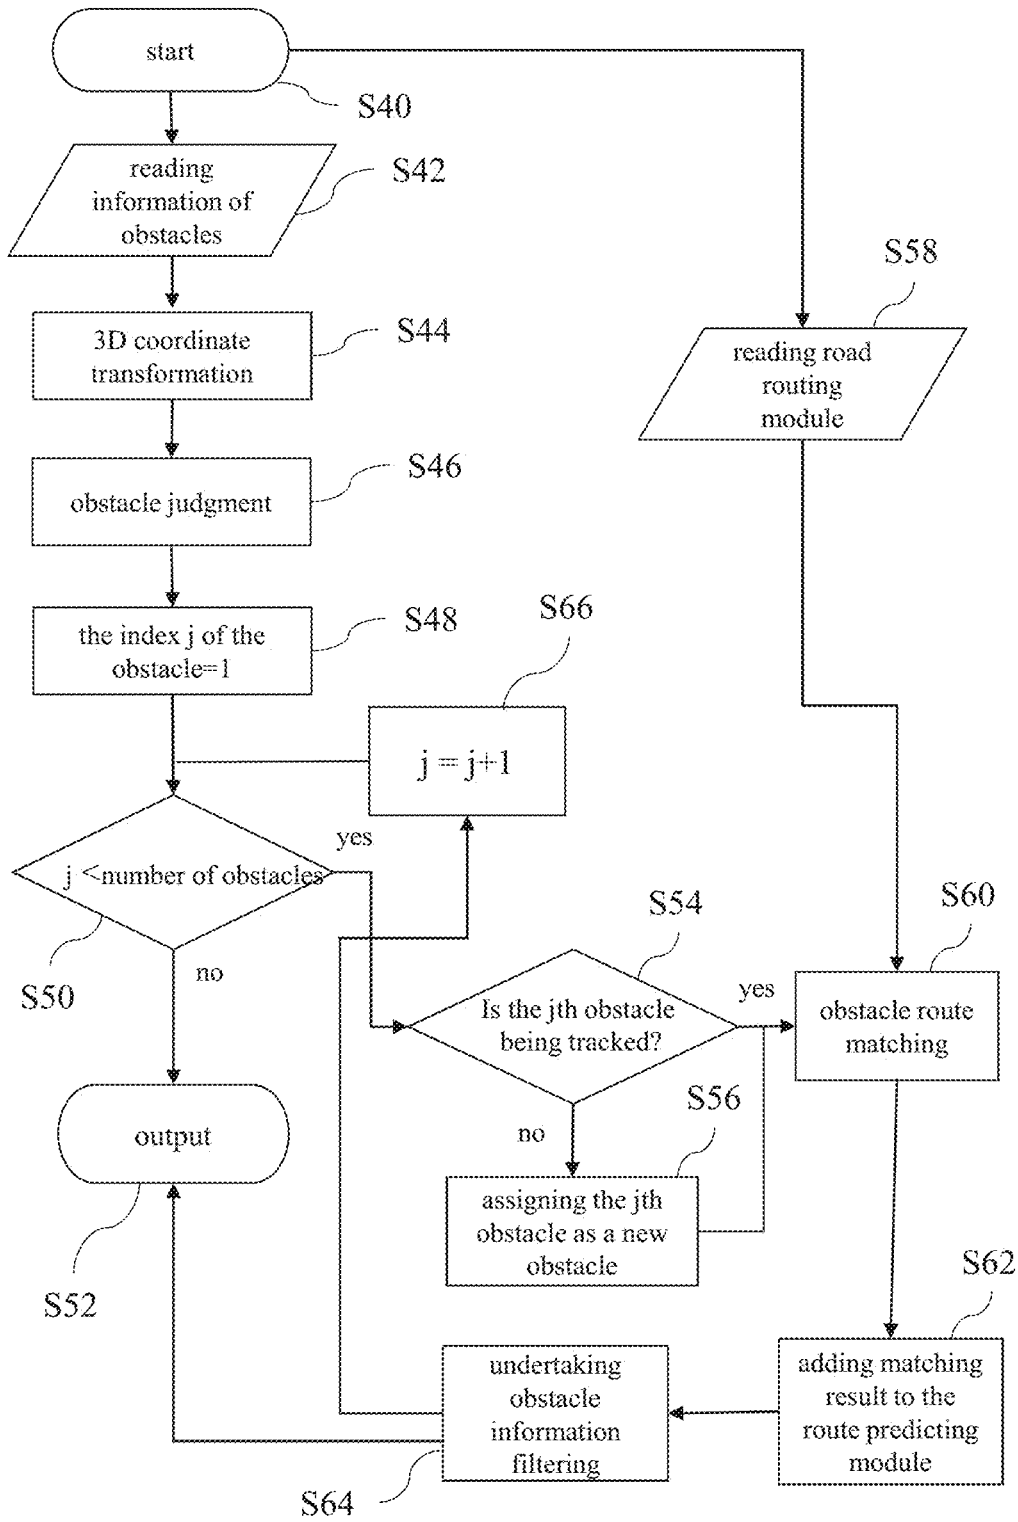 start
S40
reading
information of
obstacles
S42
S58
3D coordinate
transformation
S44
reading road
routing
module
obstacle judgment
S46
the index j of the
obstacle=1
S48
S66
j = j+1
yes
j <number of obstacles
S50
no
S54
Is the jth obstacle
being tracked?
yes
S60
obstacle route
matching
output
S52
no
S56
assigning the jth
obstacle as a new
obstacle
S62
adding matching
result to the
route predicting
module
undertaking
obstacle
information
filtering
S64